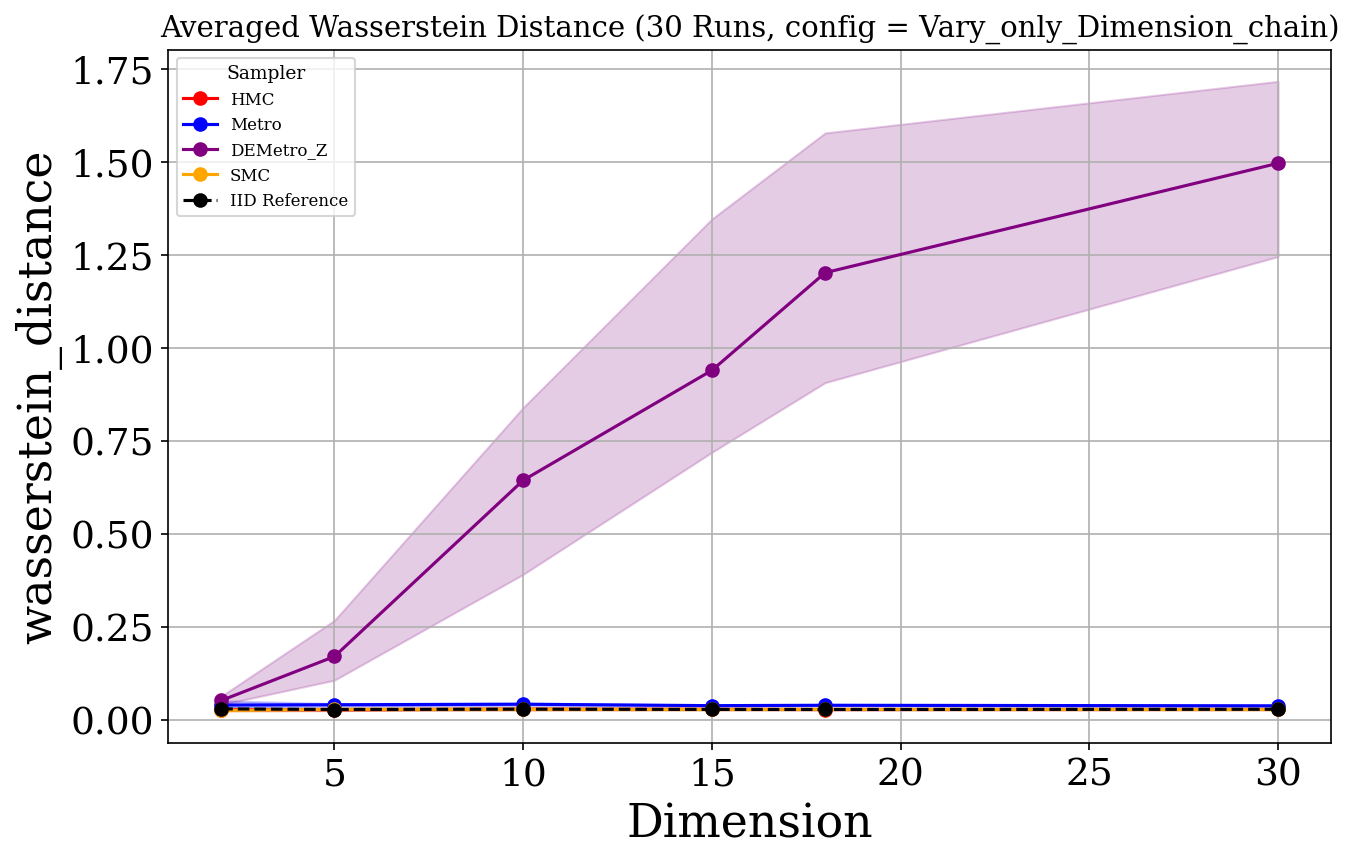 Averaged Wasserstein Distance (30 Runs, config = Vary_only_Dimension_chain)
wasserstein_distance
1.75
1.50
1.25
1.00
0.75
0.50
0.25
0.00
Sampler
HMC
Metro
DEMetro_Z
SMC
IID Reference
5
10
15
20
25
30
Dimension